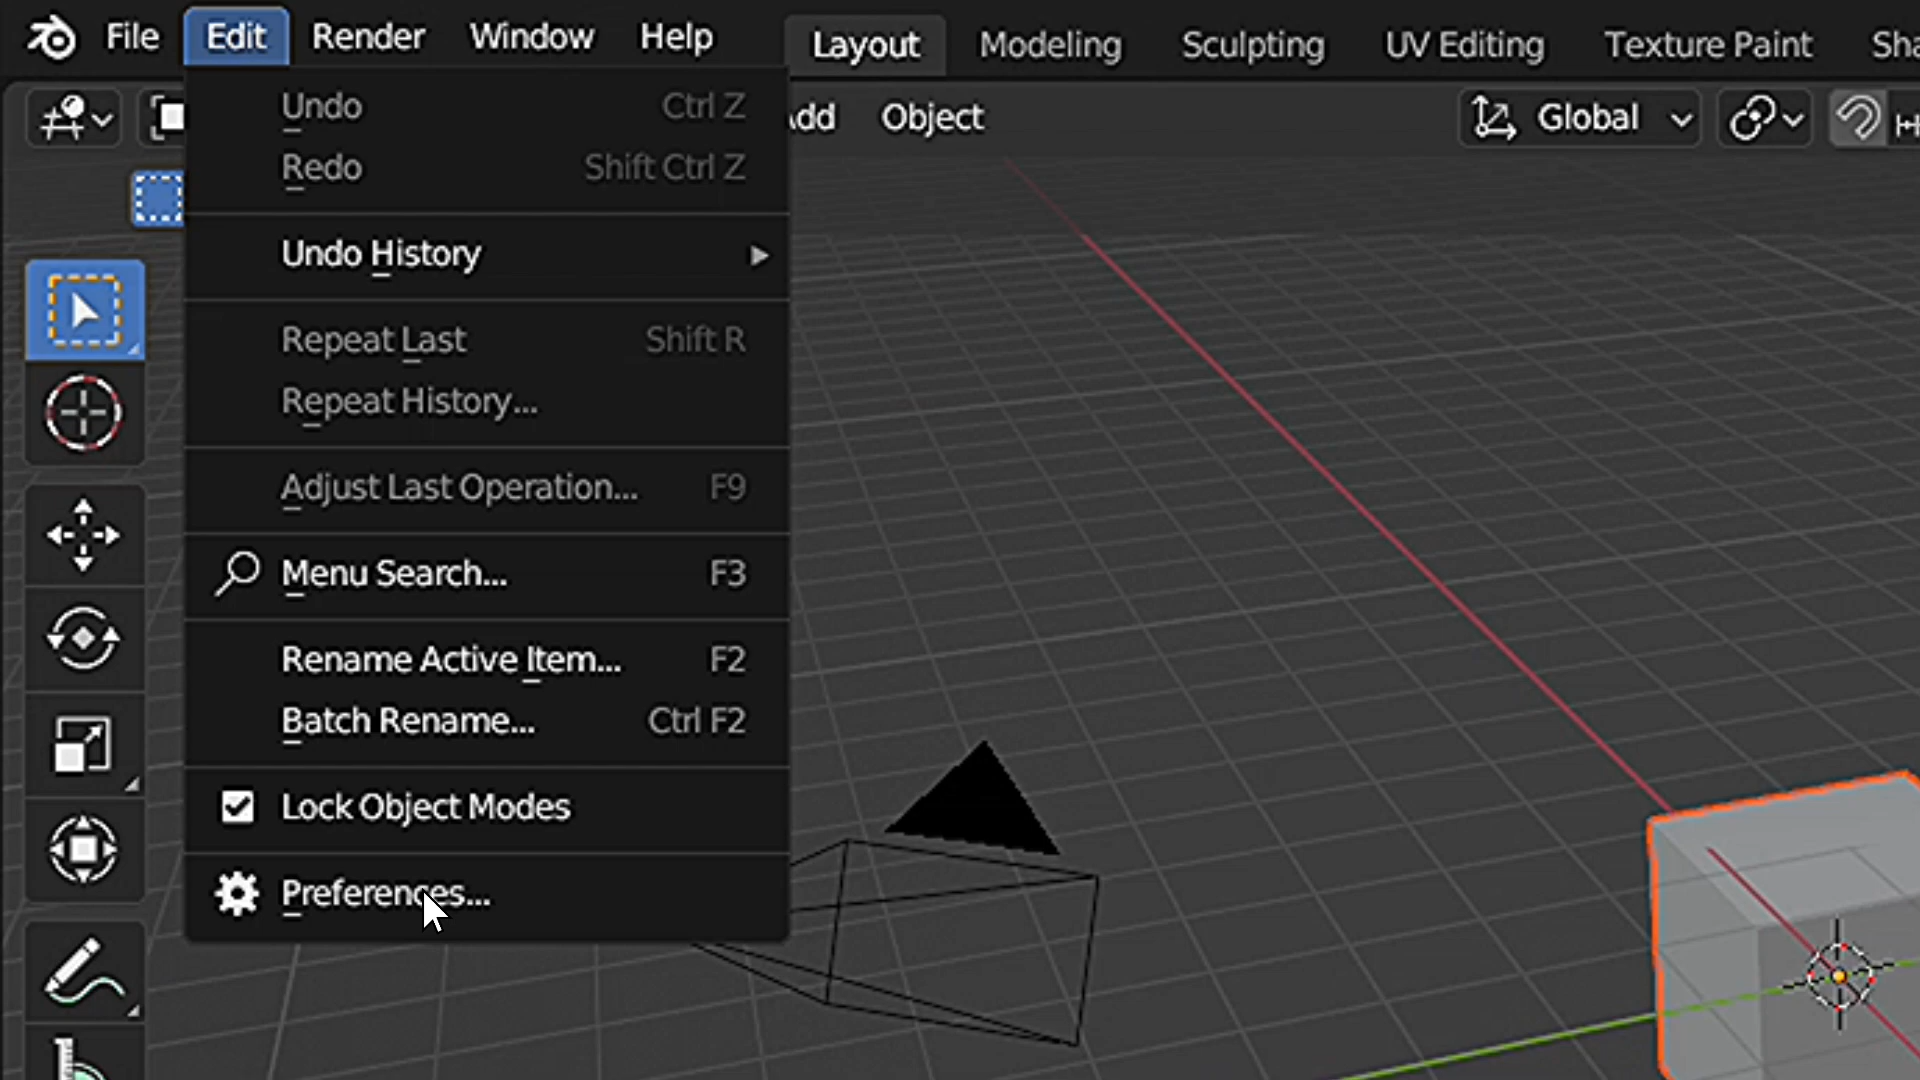 File Edit Render Window Help Layout Modeling Sculpting UV Editing Texture Paint
Object Global
Undo Ctrl Z
Redo Shift Ctrl Z
Undo History
Repeat Last Shift R
Repeat History...
Adjust Last Operation... F9
Menu Search... F3
Rename Active Item... F2
Batch Rename... Ctrl F2
Lock Object Modes
Preferences...